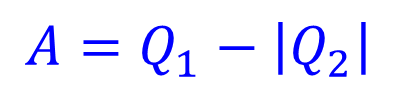 A = Q₁ − |Q₂|